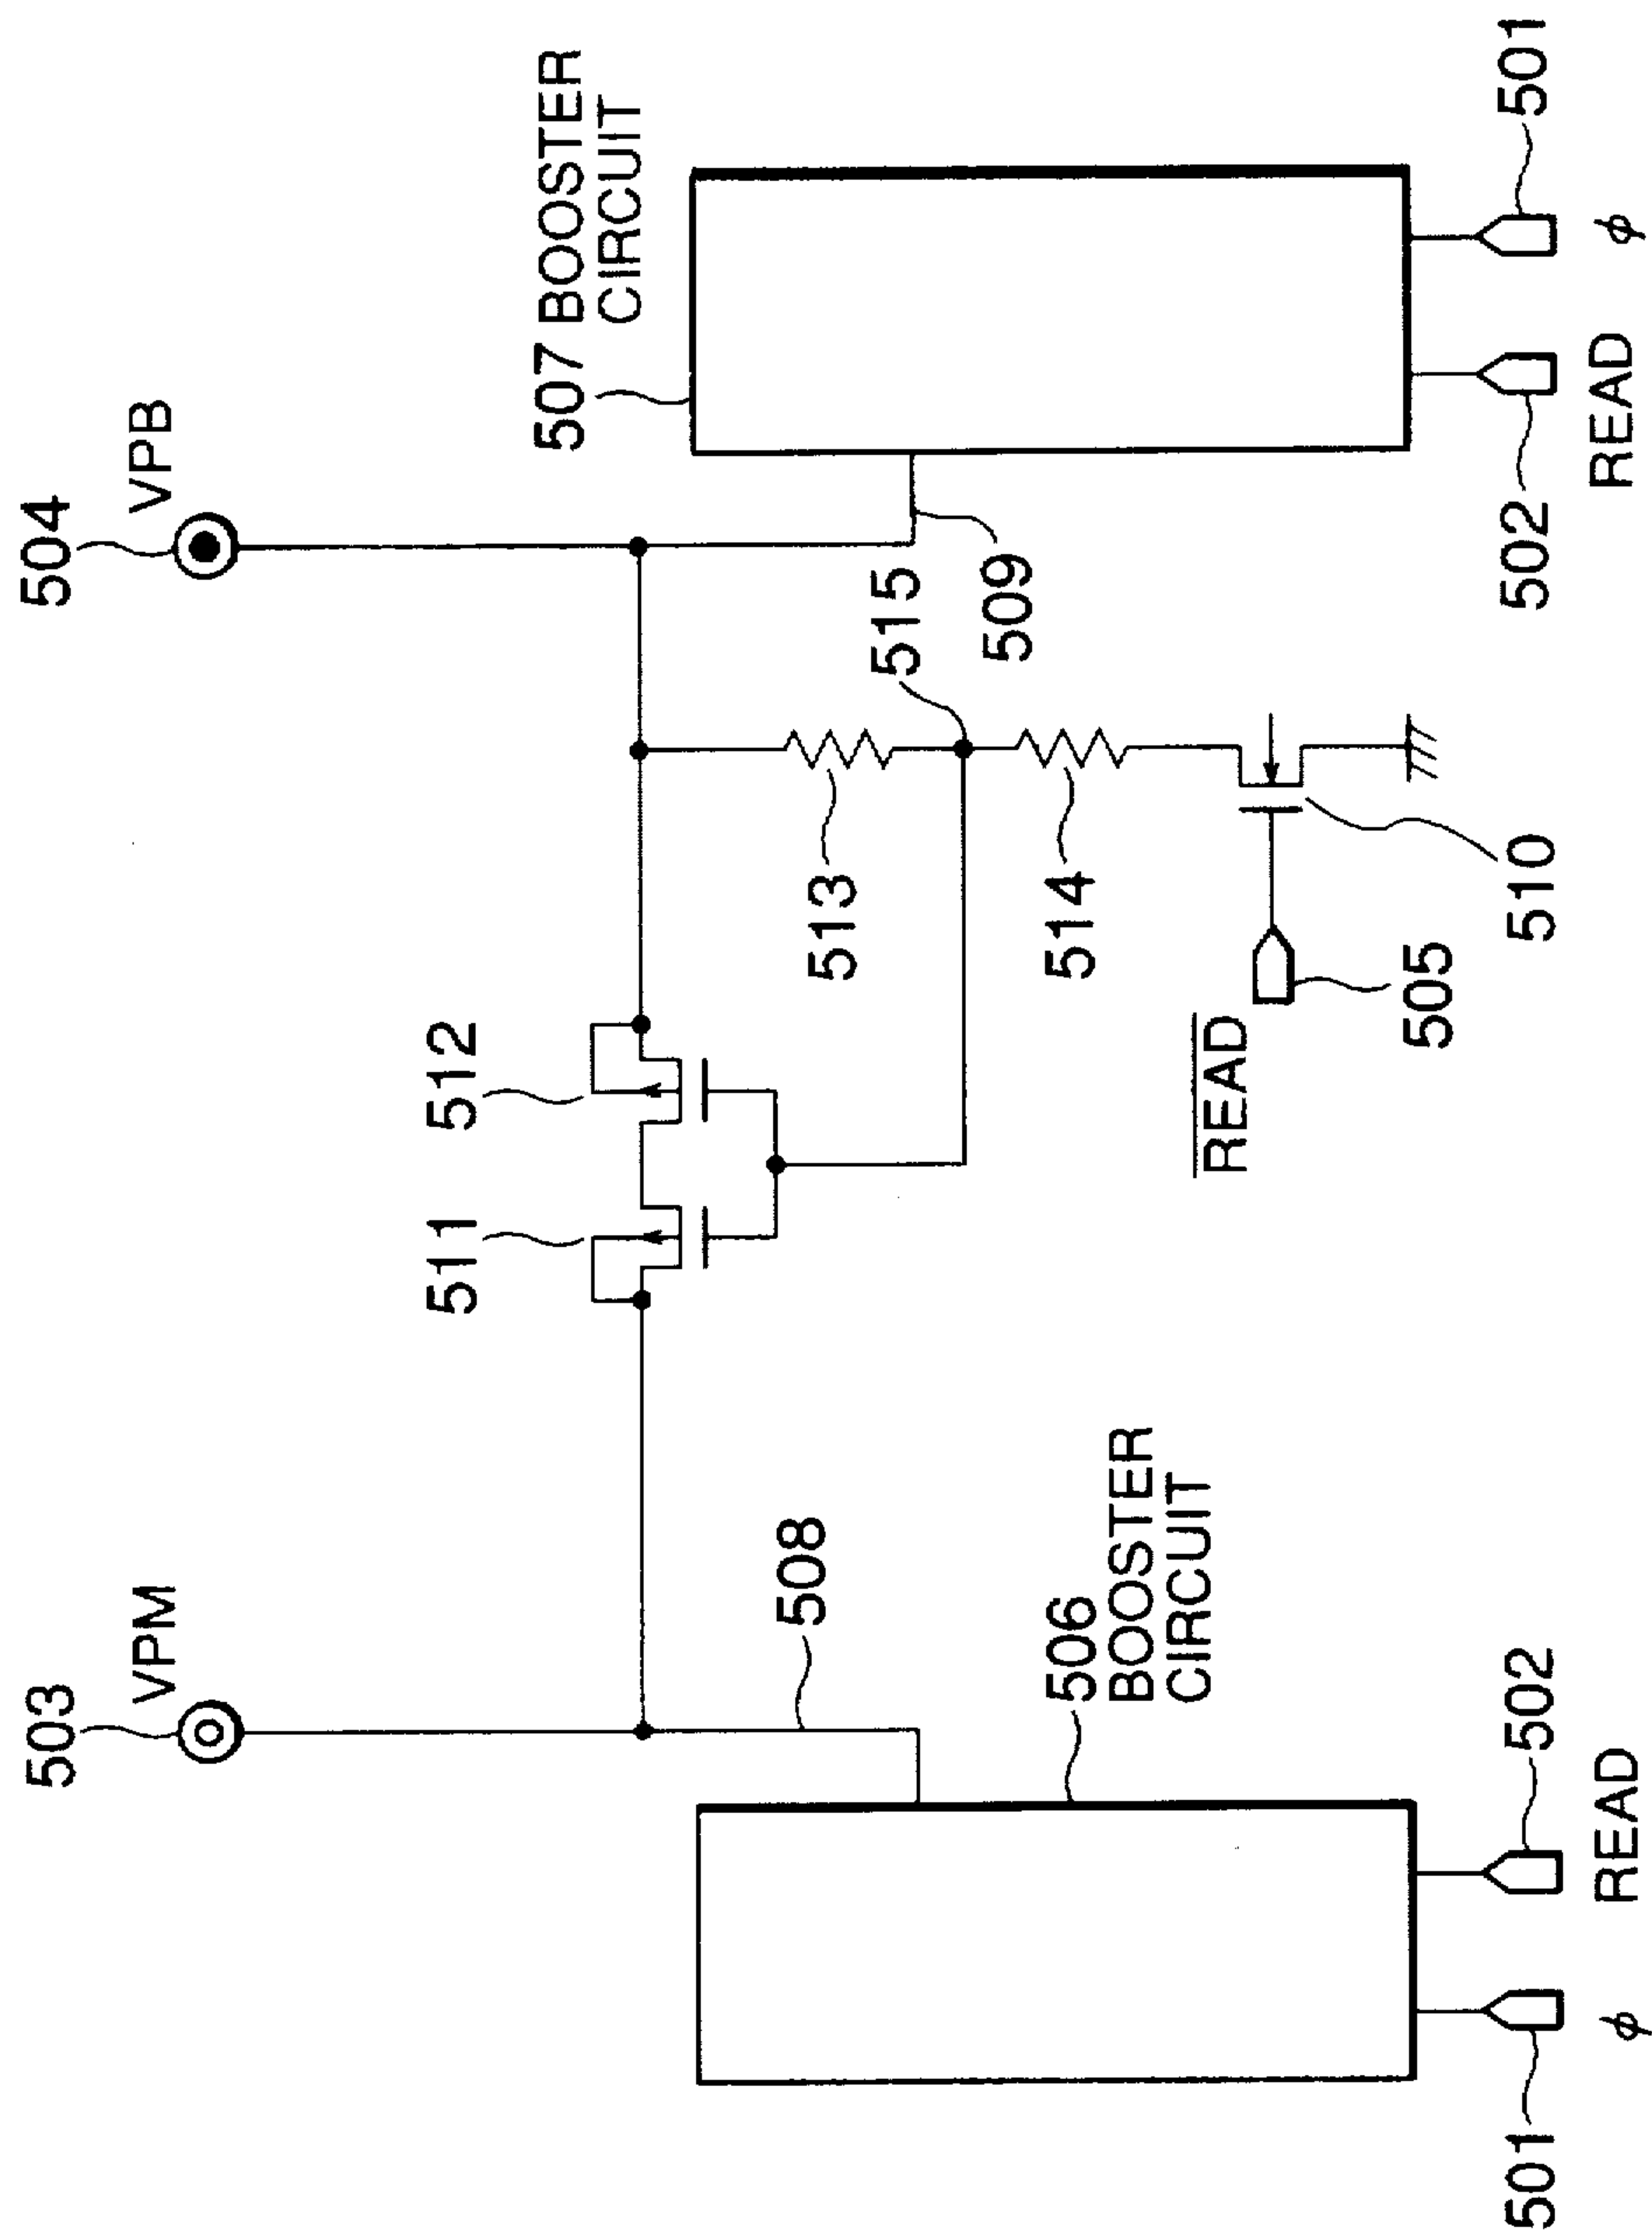 503
504
VPM
VPB
511
512
507 BOOSTER
CIRCUIT
508
513
515
509
506
BOOSTER
CIRCUIT
514
R̅E̅A̅D̅
505
501
502
510
502
501
ϕ
READ
READ
ϕ